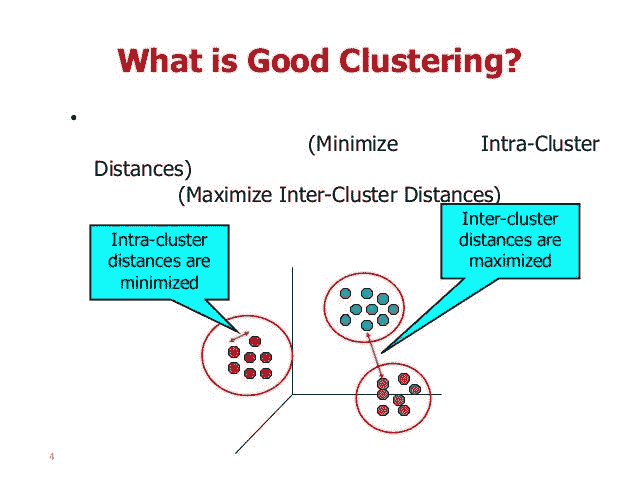 What is Good Clustering?
•
(Minimize Intra-Cluster
Distances)
(Maximize Inter-Cluster Distances)
Intra-cluster
distances are
minimized
Inter-cluster
distances are
maximized
4